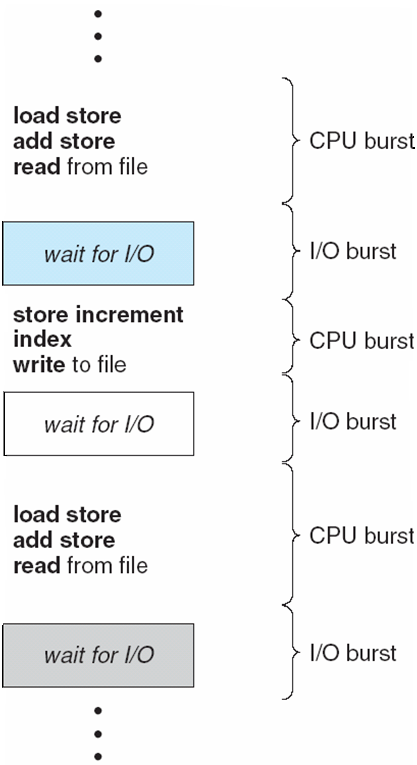 load store
add store
read from file
CPU burst
wait for I/O
I/O burst
store increment
index
write to file
CPU burst
wait for I/O
I/O burst
load store
add store
read from file
CPU burst
wait for I/O
I/O burst